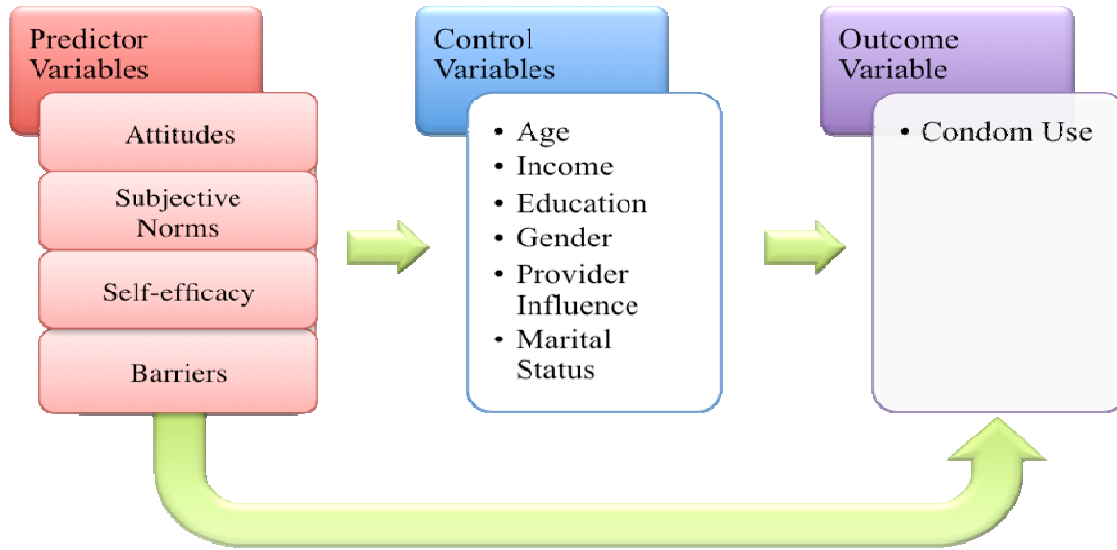 Predictor
Variables
Attitudes
Subjective
Norms
Self-efficacy
Barriers
Control
Variables
• Age
• Income
• Education
• Gender
• Provider
Influence
• Marital
Status
Outcome
Variable
• Condom Use